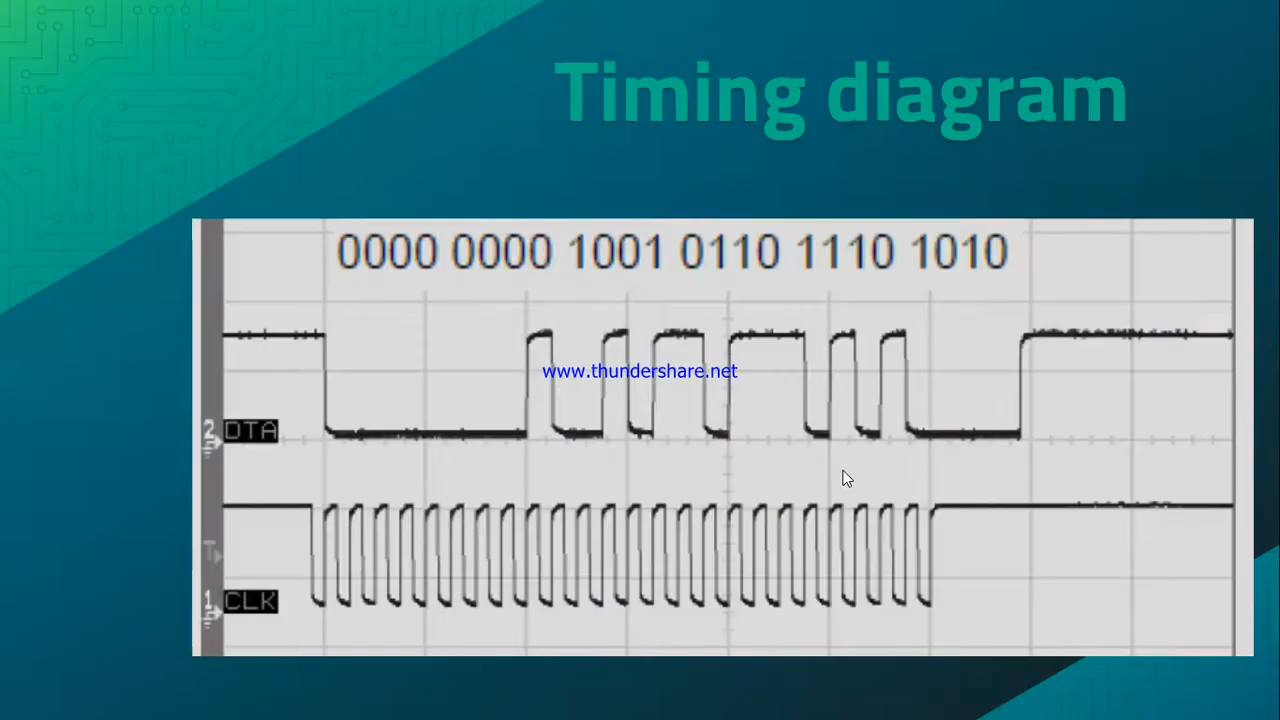 Timing diagram
0000 0000 1001 0110 1110 1010
www.thundershare.net
2 DTA
T
1 CLK